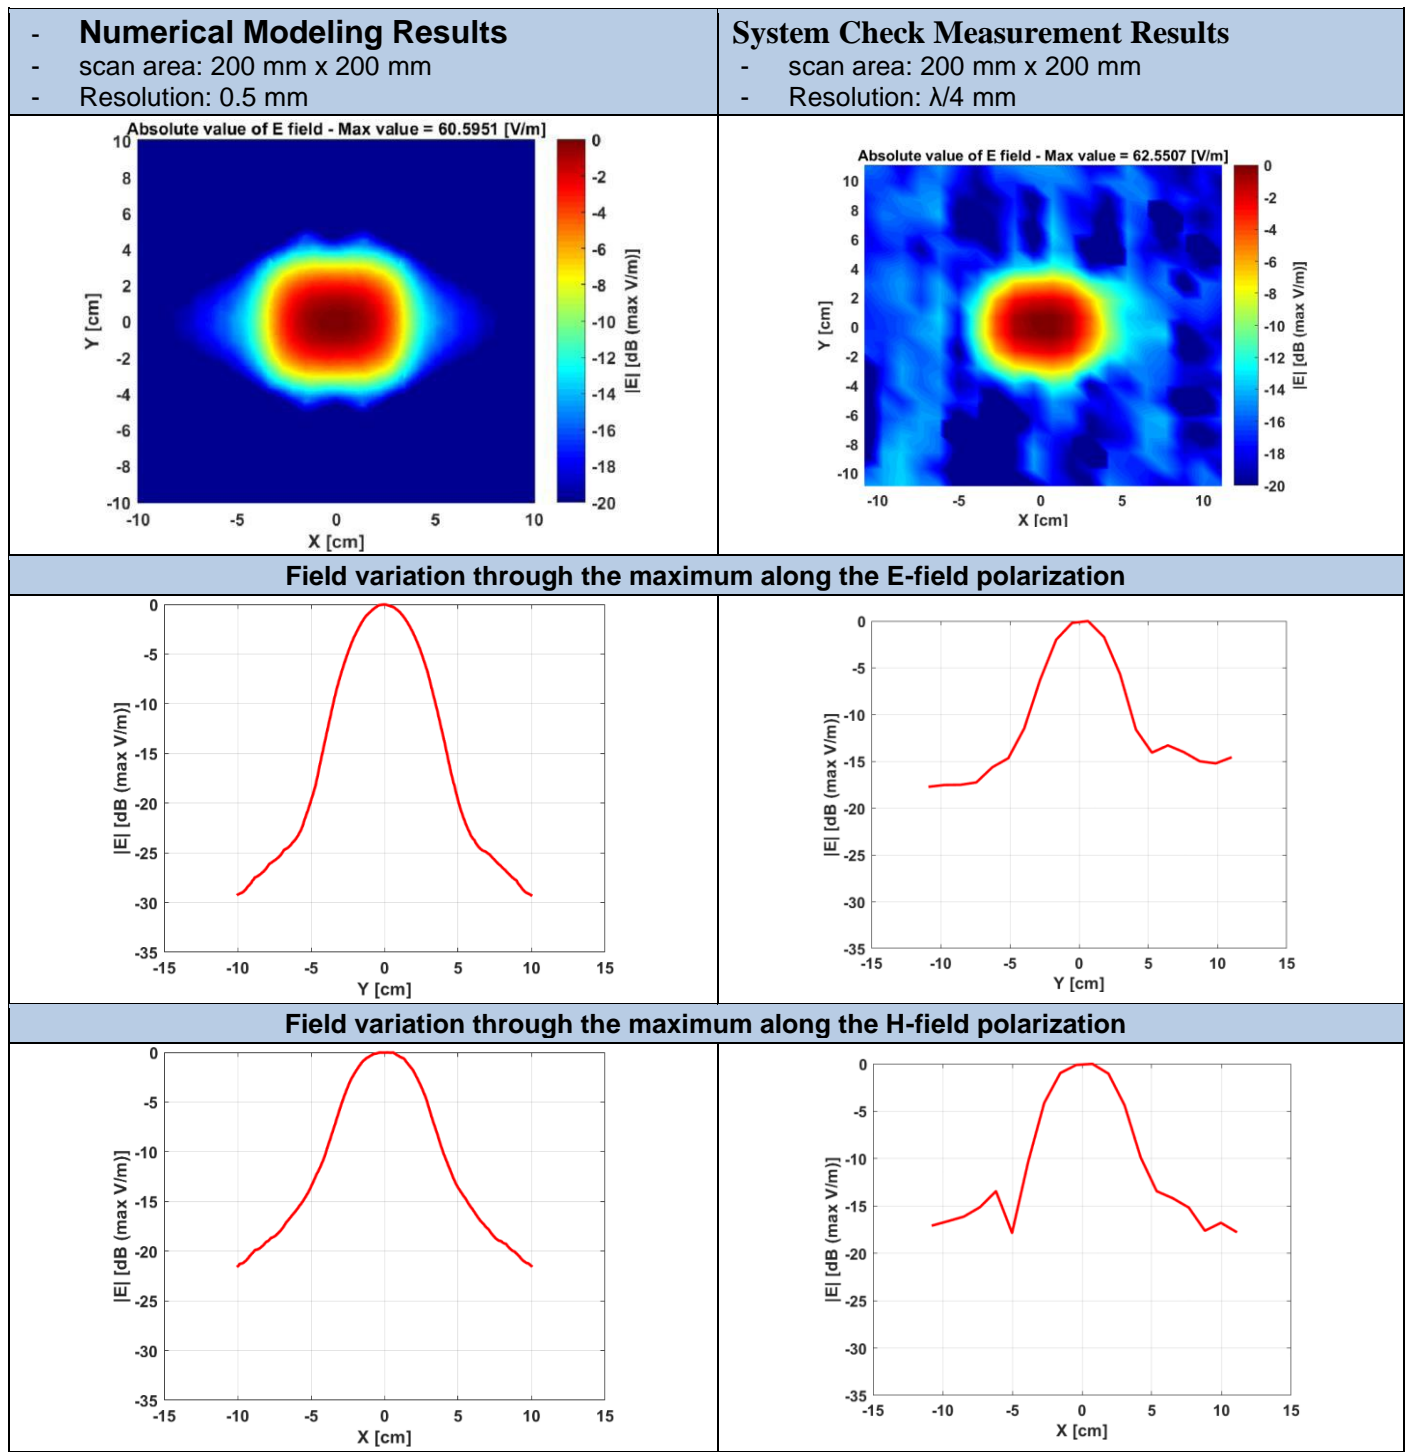 - Numerical Modeling Results
- scan area: 200 mm x 200 mm
- Resolution: 0.5 mm
System Check Measurement Results
- scan area: 200 mm x 200 mm
- Resolution: λ/4 mm
Absolute value of E field - Max value = 60.5951 [V/m]
10
8
6
4
2
0
-2
-4
-6
-8
-10
Y [cm]
-10 -5 0 5 10
X [cm]
0
-2
-4
-6
-8
-10
-12
-14
-16
-18
-20
|E| [dB (max V/m)]
Absolute value of E field - Max value = 62.5507 [V/m]
10
8
6
4
2
0
-2
-4
-6
-8
-10
Y [cm]
-10 -5 0 5 10
X [cm]
0
-2
-4
-6
-8
-10
-12
-14
-16
-18
-20
|E| [dB (max V/m)]
Field variation through the maximum along the E-field polarization
0
-5
-10
-15
-20
-25
-30
-35
|E| [dB (max V/m)]
-15 -10 -5 0 5 10 15
Y [cm]
0
-5
-10
-15
-20
-25
-30
-35
|E| [dB (max V/m)]
-15 -10 -5 0 5 10 15
Y [cm]
Field variation through the maximum along the H-field polarization
0
-5
-10
-15
-20
-25
-30
-35
|E| [dB (max V/m)]
-15 -10 -5 0 5 10 15
X [cm]
0
-5
-10
-15
-20
-25
-30
-35
|E| [dB (max V/m)]
-15 -10 -5 0 5 10 15
X [cm]